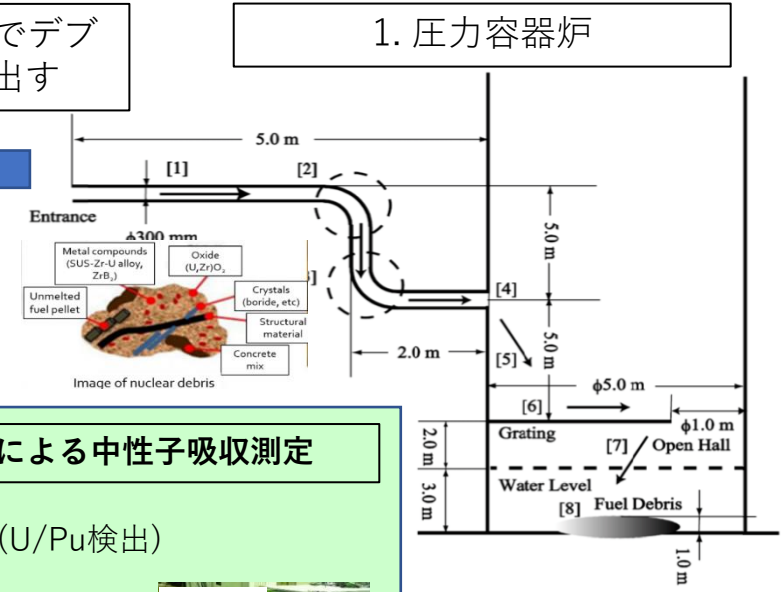 でデブ
出す
1. 圧力容器炉
5.0 m
[1]
[2]
Entrance
ϕ300 mm
Metal compounds
(SUS-Zr-U alloy,
ZrB₂)
Oxide
(U,Zr)O₂
Unmelted
fuel pellet
Crystals
(boride, etc)
Structural
material
Concrete
mix
Image of nuclear debris
]
5.0 m
[4]
[5]
2.0 m
5.0 m
ϕ5.0 m
[6]
Grating
ϕ1.0 m
[7]
Open Hall
2.0 m
Water Level
3.0 m
[8]
Fuel Debris
1.0 m
による中性子吸収測定
(U/Pu検出)